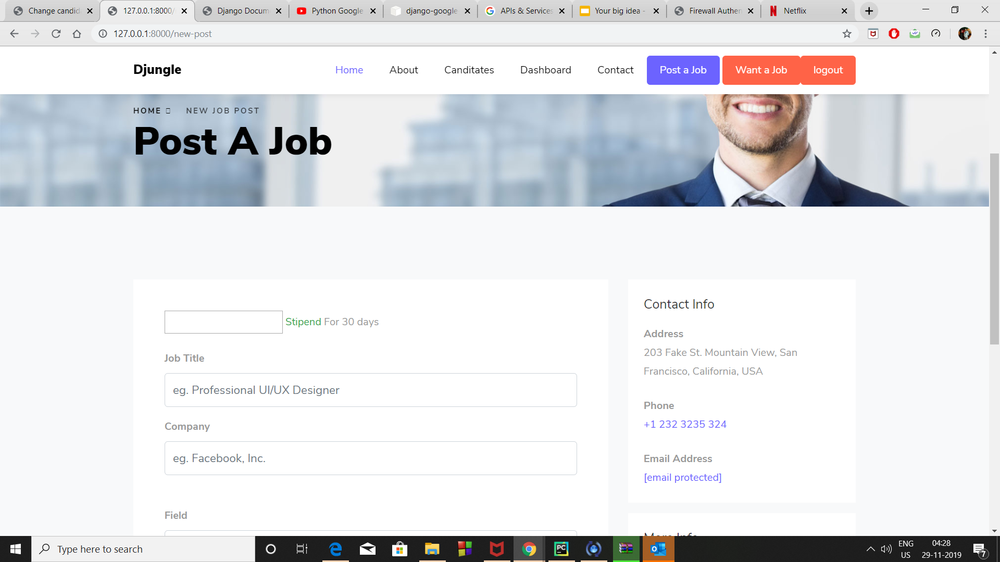 Change candid
127.0.0.1:8000/
Django Docum
Python Google
django-google
APIs & Services
Your big idea -
Firewall Authen
Netflix
127.0.0.1:8000/new-post
Djungle
Home
About
Canditates
Dashboard
Contact
Post a Job
Want a Job
logout
HOME
NEW JOB POST
Post A Job
Stipend For 30 days
Job Title
eg. Professional UI/UX Designer
Company
eg. Facebook, Inc.
Field
Contact Info
Address
203 Fake St. Mountain View, San
Francisco, California, USA
Phone
+1 232 3235 324
Email Address
[email protected]
More Info
Type here to search
PC
ENG
US
04:28
29-11-2019
7